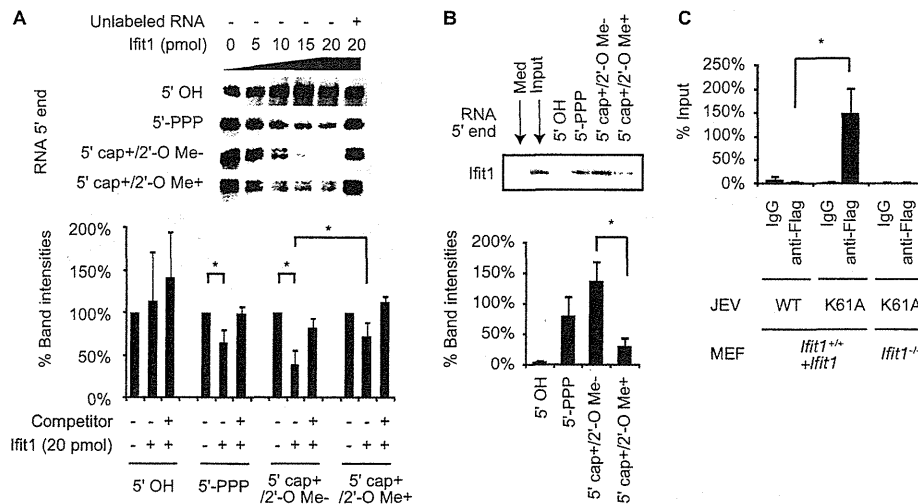 A
Unlabeled RNA - - - - - +
Ifit1 (pmol) 0 5 10 15 20 20
RNA 5' end
5' OH
5'-PPP
5' cap+/2'-O Me-
5' cap+/2'-O Me+
% Band intensities
200%
150%
100%
50%
0%
* * *
Competitor - - + - - + - - + - - +
Ifit1 (20 pmol) - + + - + + - + + - + +
5' OH
5'-PPP
5' cap+
/2'-O Me-
5' cap+
/2'-O Me+
B
Med
Input
RNA
5' end
5' OH
5'-PPP
5' cap+/2'-O Me-
5' cap+/2'-O Me+
Ifit1
% Band intensities
200%
150%
100%
50%
0%
*
5' OH
5'-PPP
5' cap+/2'-O Me-
5' cap+/2'-O Me+
C
*
% Input
250%
200%
150%
100%
50%
0%
IgG
anti-Flag
IgG
anti-Flag
IgG
anti-Flag
JEV WT K61A K61A
MEF Ifit1+/+ Ifit1-/-
+Ifit1